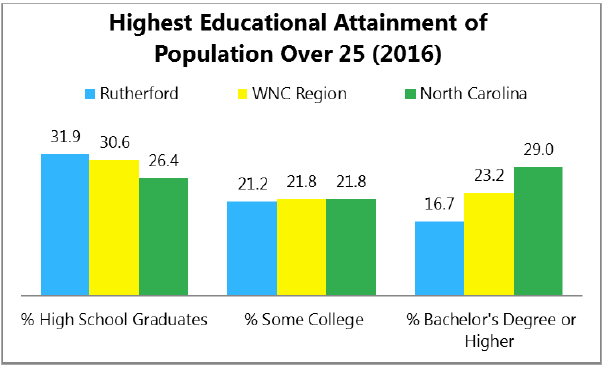 Highest Educational Attainment of
Population Over 25 (2016)
Rutherford WNC Region North Carolina
31.9 30.6 26.4
21.2 21.8 21.8
16.7 23.2 29.0
% High School Graduates % Some College % Bachelor's Degree or
Higher